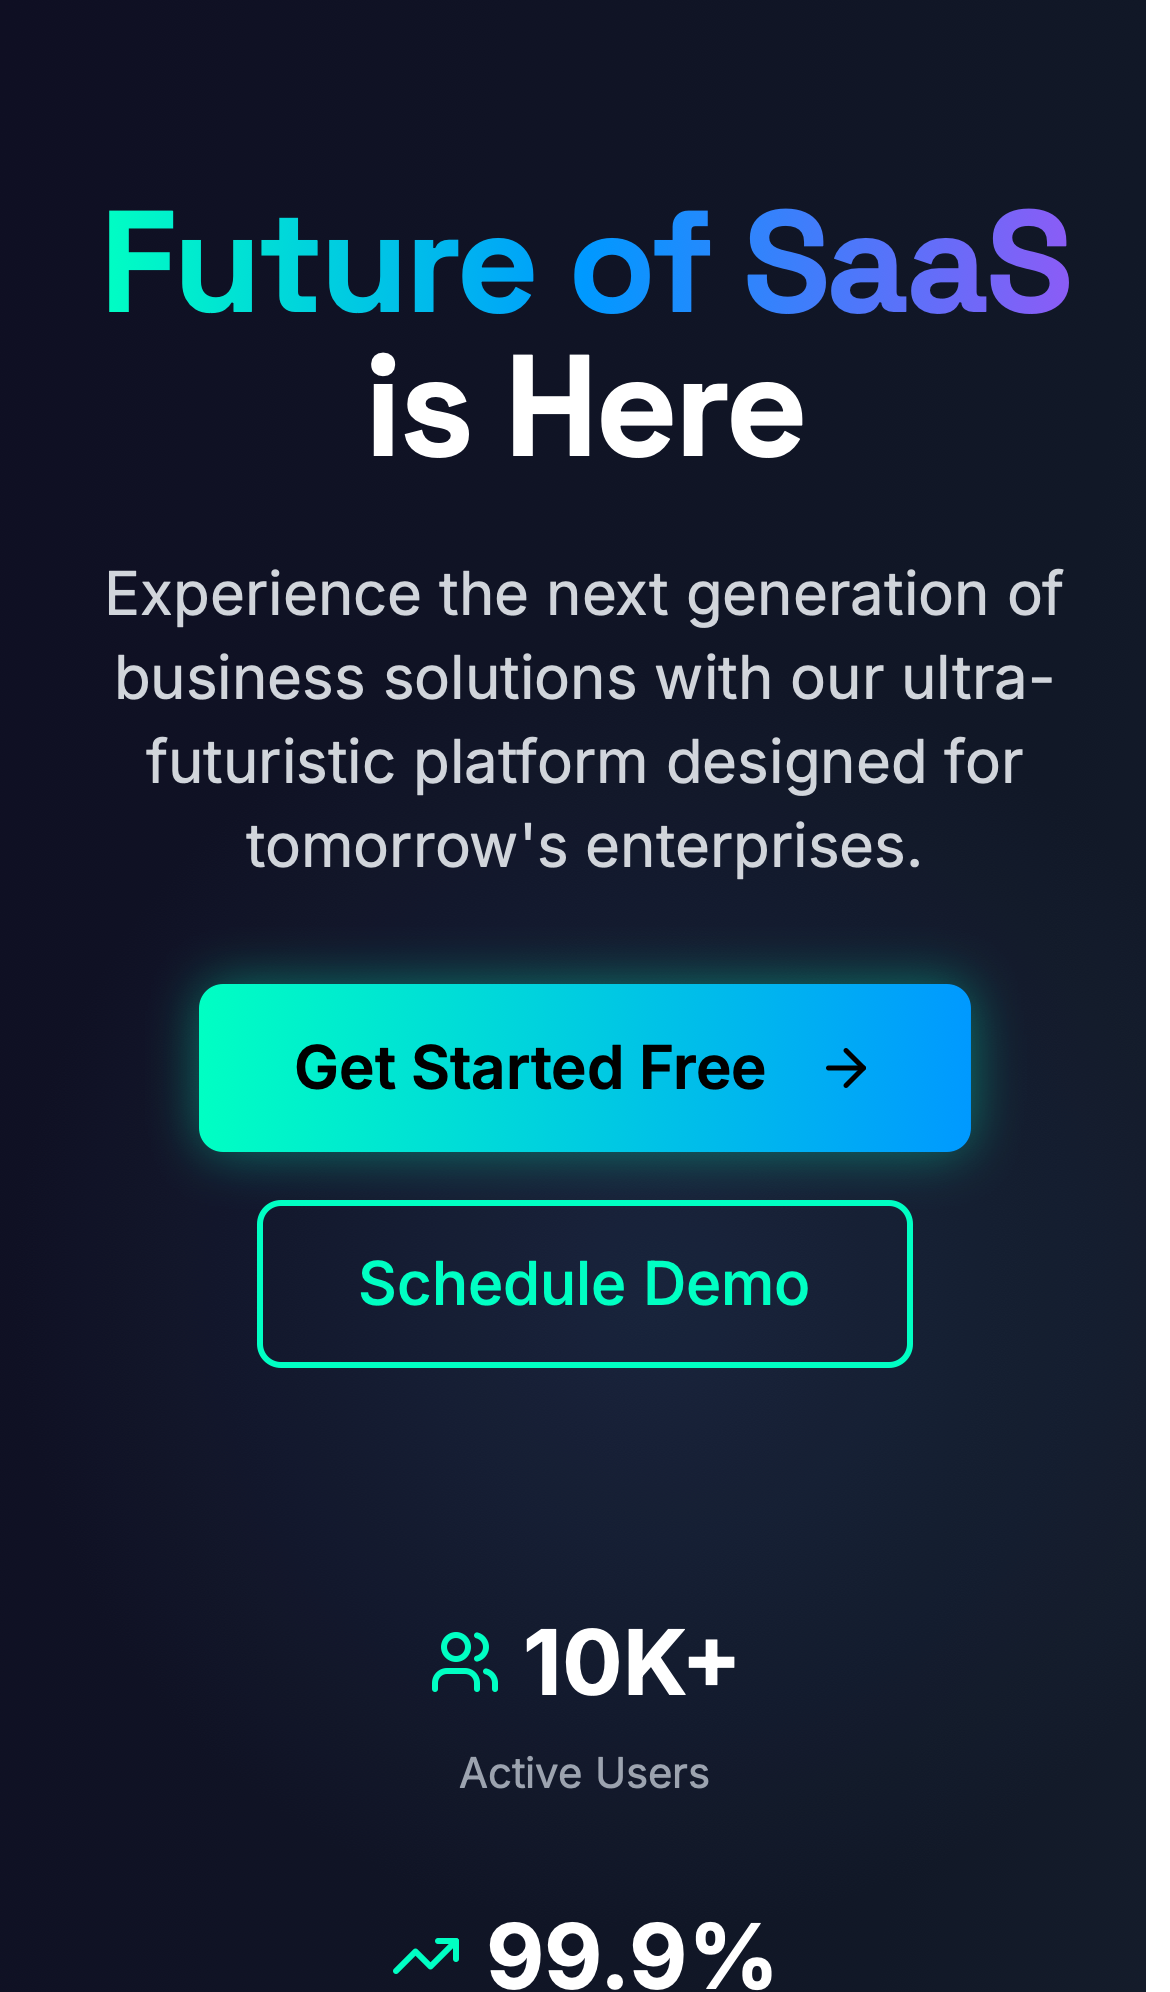 Future of SaaS
is Here
Experience the next generation of
business solutions with our ultra-
futuristic platform designed for
tomorrow's enterprises.
Get Started Free
Schedule Demo
10K+
Active Users
99.9%